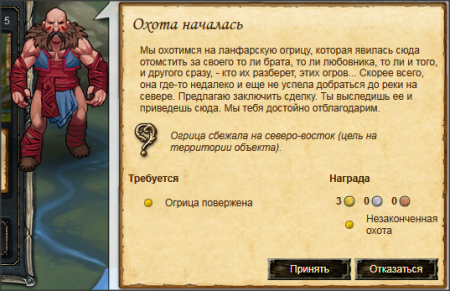 5
Охота началась
Мы охотимся на ланфарскую огрицу, которая явилась сюда
отомстить за своего то ли брата, то ли любовника, то ли и того,
и другого сразу, - кто их разберет, этих огров... Скорее всего,
она где-то недалеко и еще не успела добраться до реки на
севере. Предлагаю заключить сделку. Ты выследишь ее и
приведешь сюда. Мы тебя достойно отблагодарим.
Огрица сбежала на северо-восток (цель на
территории объекта).
Требуется
Награда
Огрица повержена
3 0 0
Незаконченная
охота
Принять
Отказаться